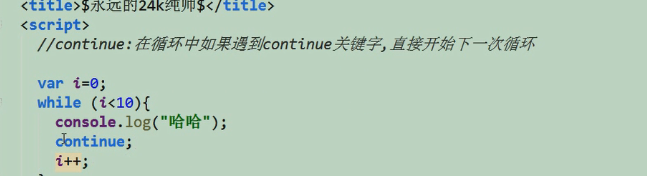 <title>$永远的24k纯帅$</title>
<script>
//continue:在循环中如果遇到continue关键字,直接开始下一次循环
var i=0;
while (i<10){
console.log("哈哈");
continue;
i++;